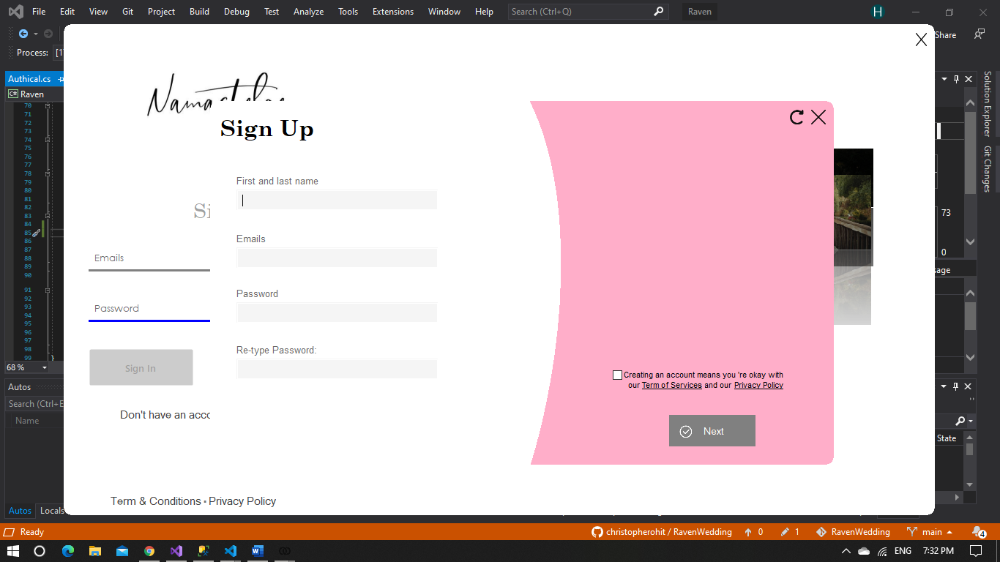 File Edit View Git Project Build Debug Test Analyze Tools Extensions Window Help Search (Ctrl+Q) Raven H
Share
Process: [1
Authical.cs
Raven
70
71
72
73
74
75
76
77
78
79
80
81
82
83
84
85
86
87
88
89
90
91
92
93
94
95
96
97
98
99 }
68 %
Solution Explorer
Git Changes
73
0
sage
Autos
Search (Ctrl+E
Name
State
Autos Locals
Sign Up
First and last name
Emails
Password
Re-type Password:
Si
Emails
Password
Sign In
Don't have an acco
Term & Conditions • Privacy Policy
Creating an account means you 're okay with
our Term of Services and our Privacy Policy
Next
Ready christopherohit / RavenWedding 0 1 RavenWedding main 4
ENG 7:32 PM